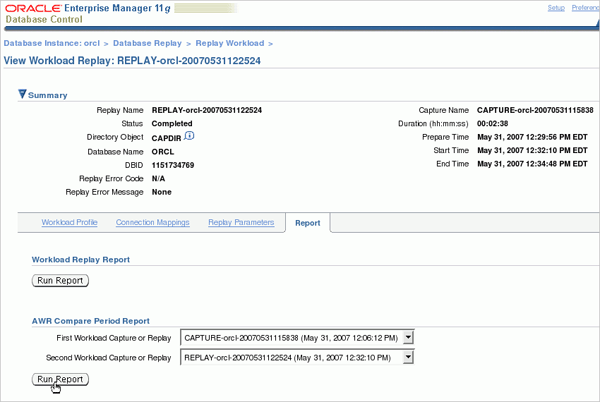 ORACLE Enterprise Manager 11g
Setup Preferenc
Database Control
Database Instance: orcl > Database Replay > Replay Workload >
View Workload Replay: REPLAY-orcl-20070531122524
Summary
Replay Name REPLAY-orcl-20070531122524
Status Completed
Directory Object CAPDIR
Database Name ORCL
DBID 1151734769
Replay Error Code N/A
Replay Error Message None
Capture Name CAPTURE-orcl-20070531115838
Duration (hh:mm:ss) 00:02:38
Prepare Time May 31, 2007 12:29:56 PM EDT
Start Time May 31, 2007 12:32:10 PM EDT
End Time May 31, 2007 12:34:48 PM EDT
Workload Profile Connection Mappings Replay Parameters Report
Workload Replay Report
Run Report
AWR Compare Period Report
First Workload Capture or Replay CAPTURE-orcl-20070531115838 (May 31, 2007 12:06:12 PM)
Second Workload Capture or Replay REPLAY-orcl-20070531122524 (May 31, 2007 12:32:10 PM)
Run Report